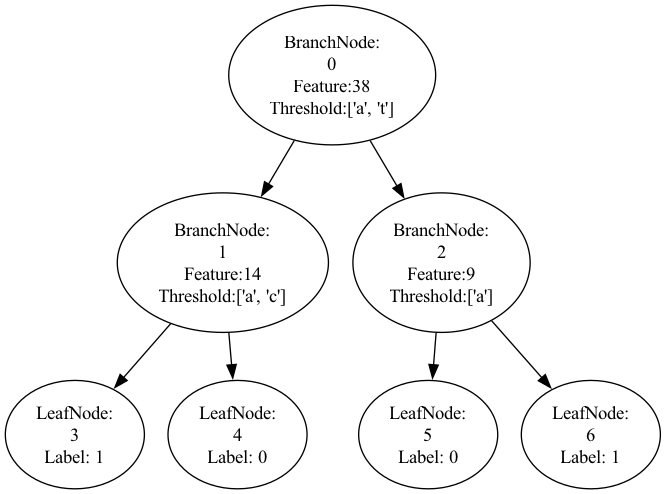 BranchNode:
0
Feature:38
Threshold:['a', 't']
BranchNode:
1
Feature:14
Threshold:['a', 'c']
BranchNode:
2
Feature:9
Threshold:['a']
LeafNode:
3
Label: 1
LeafNode:
4
Label: 0
LeafNode:
5
Label: 0
LeafNode:
6
Label: 1